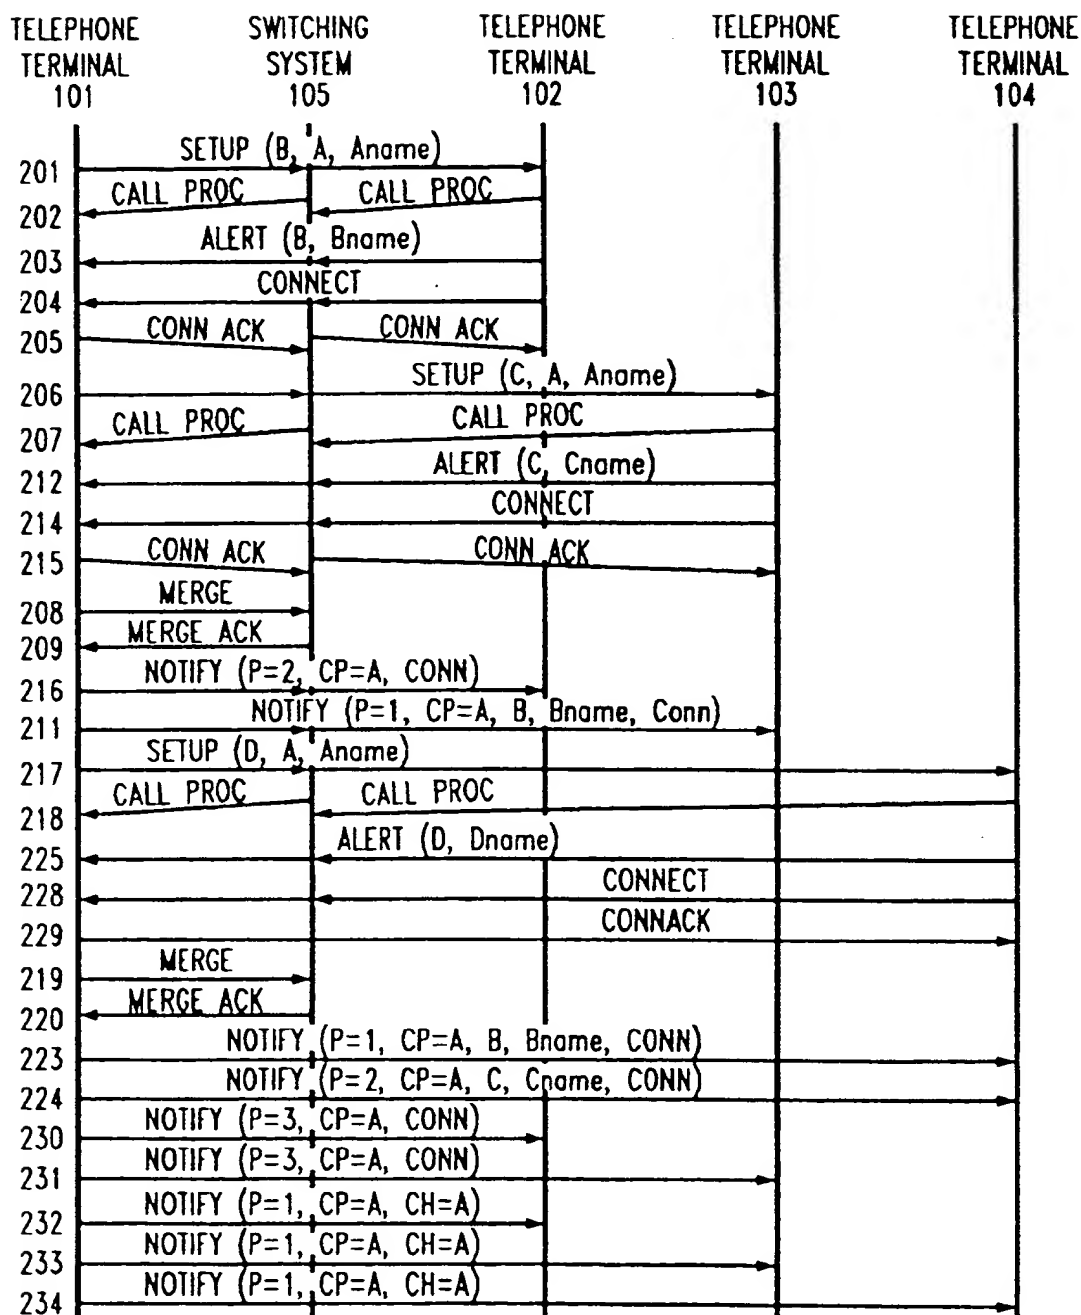 TELEPHONE TERMINAL 101
SWITCHING SYSTEM 105
TELEPHONE TERMINAL 102
TELEPHONE TERMINAL 103
TELEPHONE TERMINAL 104
SETUP (B, A, Aname)
201
CALL PROC CALL PROC
202
ALERT (B, Bname)
203
CONNECT
204
CONN ACK CONN ACK
205
SETUP (C, A, Aname)
206
CALL PROC CALL PROC
207
ALERT (C, Cname)
212
CONNECT
214
CONN ACK CONN ACK
215
MERGE
208
MERGE ACK
209
NOTIFY (P=2, CP=A, CONN)
216
NOTIFY (P=1, CP=A, B, Bname, Conn)
211
SETUP (D, A, Aname)
217
CALL PROC CALL PROC
218
ALERT (D, Dname)
225
CONNECT
228
CONNACK
229
MERGE
219
MERGE ACK
220
NOTIFY (P=1, CP=A, B, Bname, CONN)
223
NOTIFY (P=2, CP=A, C, Cname, CONN)
224
NOTIFY (P=3, CP=A, CONN)
230
NOTIFY (P=3, CP=A, CONN)
231
NOTIFY (P=1, CP=A, CH=A)
232
NOTIFY (P=1, CP=A, CH=A)
233
NOTIFY (P=1, CP=A, CH=A)
234